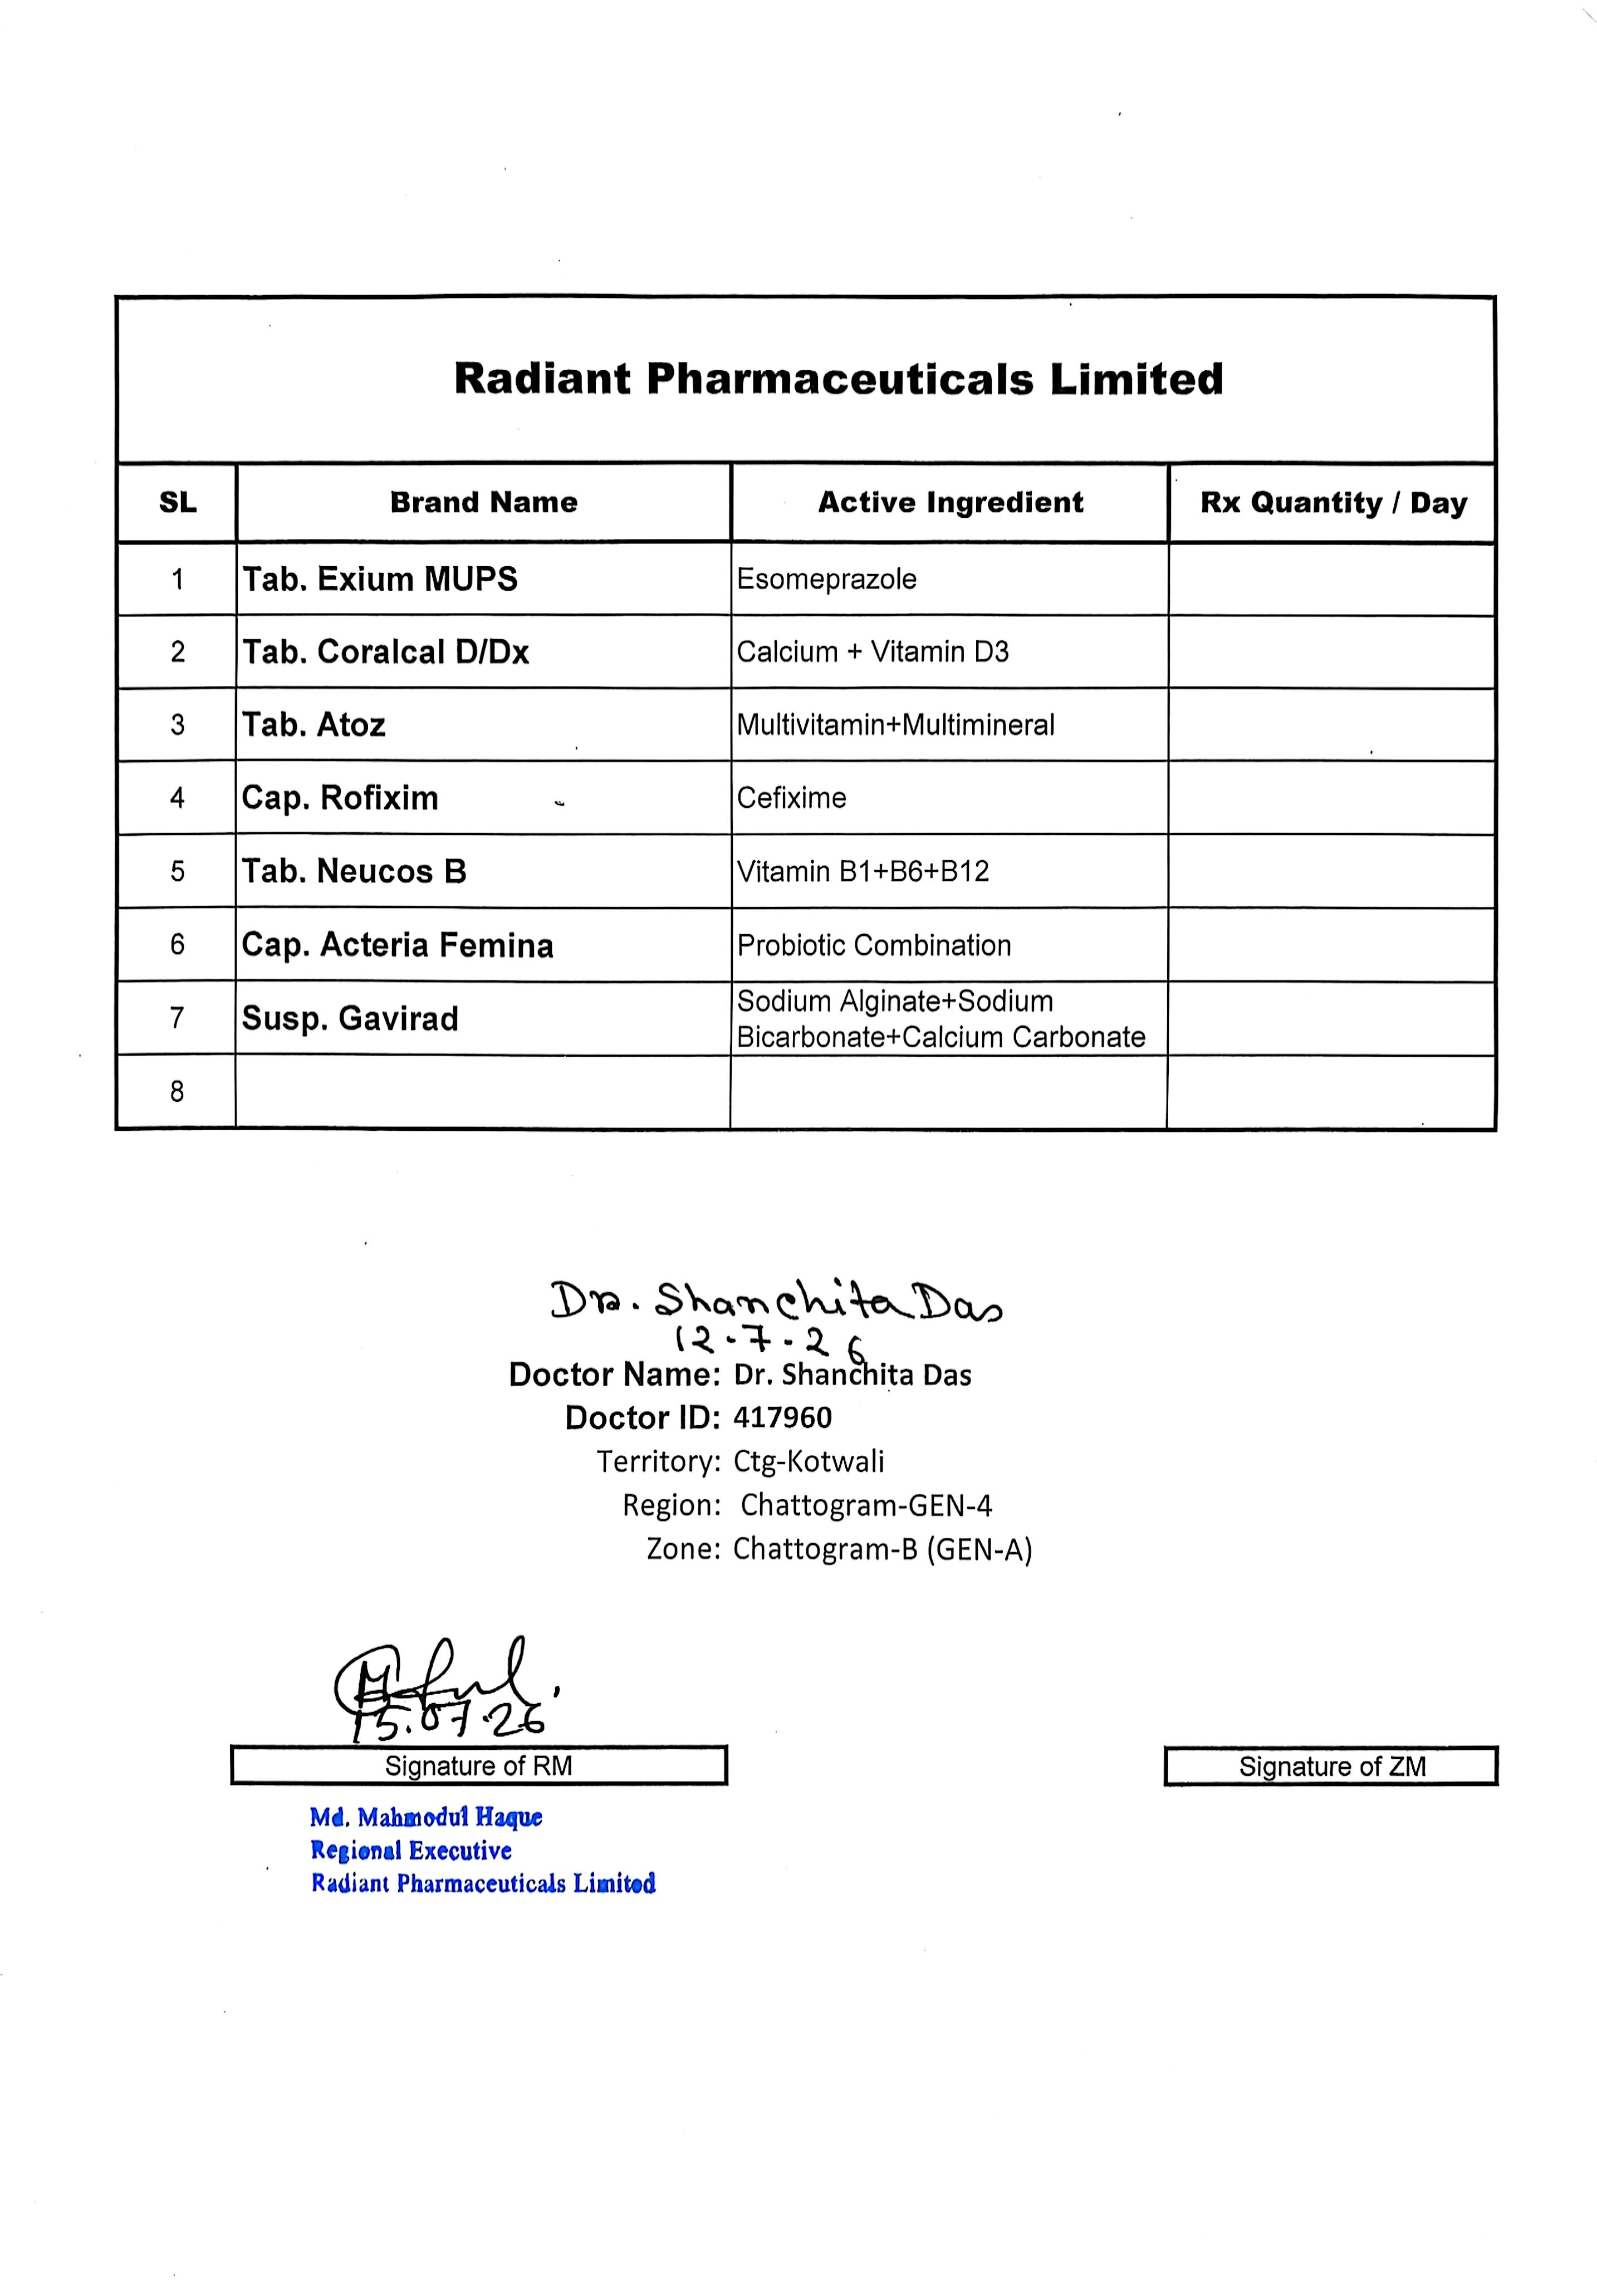 Radiant Pharmaceuticals Limited
SL Brand Name Active Ingredient Rx Quantity / Day
1 Tab. Exium MUPS Esomeprazole
2 Tab. Coralcal D/Dx Calcium + Vitamin D3
3 Tab. Atoz Multivitamin+Multimineral
4 Cap. Rofixim Cefixime
5 Tab. Neucos B Vitamin B1+B6+B12
6 Cap. Acteria Femina Probiotic Combination
7 Susp. Gavirad Sodium Alginate+Sodium
Bicarbonate+Calcium Carbonate
8
Dr. Shanchita Das
12-7-26
Doctor Name: Dr. Shanchita Das
Doctor ID: 417960
Territory: Ctg-Kotwali
Region: Chattogram-GEN-4
Zone: Chattogram-B (GEN-A)
15.07.26
Signature of RM
Signature of ZM
Md. Mahmodul Haque
Regional Executive
Radiant Pharmaceuticals Limited